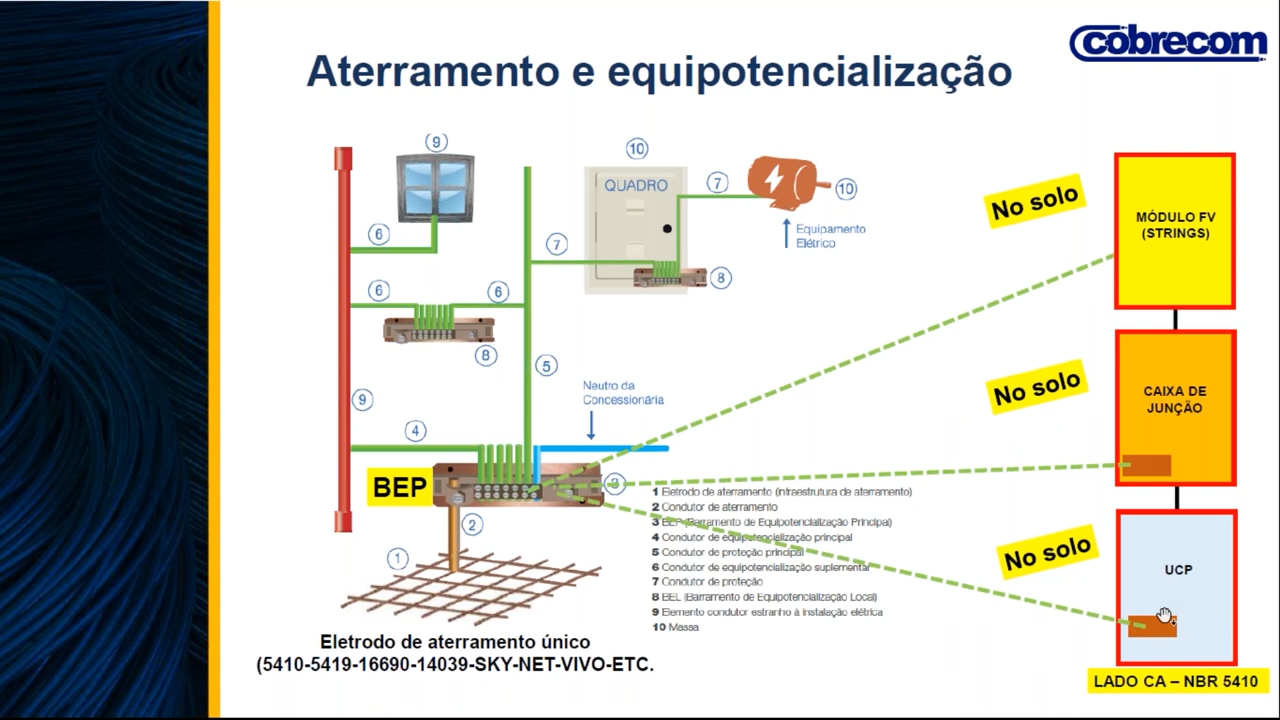 cobrecom
Aterramento e equipotencialização
9
10
QUADRO
7
10
Equipamento
Elétrico
6
7
8
6
6
8
5
9
Neutro da
Concessionária
4
BEP
3
2
1
1 Eletrodo de aterramento (infraestrutura de aterramento)
2 Condutor de aterramento
3 BEP (Barramento de Equipotencialização Principal)
4 Condutor de equipotencialização principal
5 Condutor de proteção principal
6 Condutor de equipotencialização suplementar
7 Condutor de proteção
8 BEL (Barramento de Equipotencialização Local)
9 Elemento condutor estranho à instalação elétrica
10 Massa
Eletrodo de aterramento único
(5410-5419-16690-14039-SKY-NET-VIVO-ETC.
No solo
MÓDULO FV
(STRINGS)
No solo
CAIXA DE
JUNÇÃO
No solo
UCP
LADO CA – NBR 5410